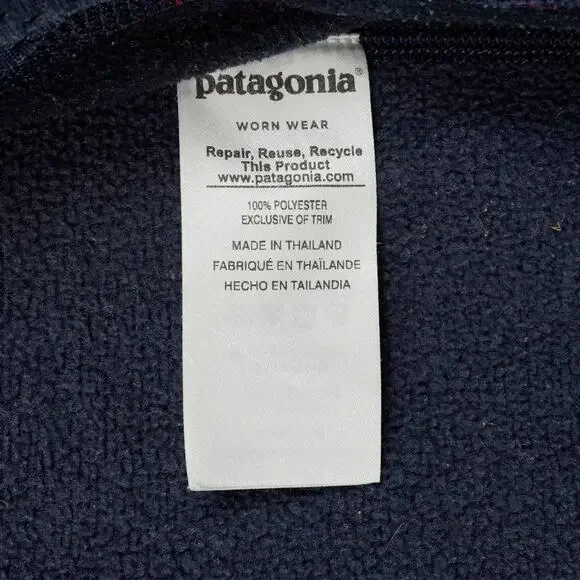 patagonia®
WORN WEAR
Repair, Reuse, Recycle
This Product
www.patagonia.com
100% POLYESTER
EXCLUSIVE OF TRIM
MADE IN THAILAND
FABRIQUÉ EN THAÏLANDE
HECHO EN TAILANDIA